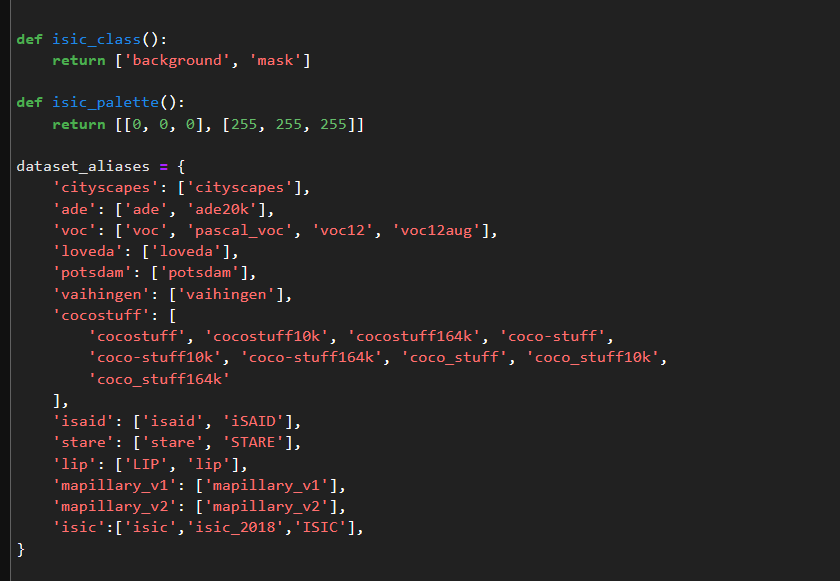 def isic_class():
    return ['background', 'mask']
def isic_palette():
    return [[0, 0, 0], [255, 255, 255]]
dataset_aliases = {
    'cityscapes': ['cityscapes'],
    'ade': ['ade', 'ade20k'],
    'voc': ['voc', 'pascal_voc', 'voc12', 'voc12aug'],
    'loveda': ['loveda'],
    'potsdam': ['potsdam'],
    'vaihingen': ['vaihingen'],
    'cocostuff': [
        'cocostuff', 'cocostuff10k', 'cocostuff164k', 'coco-stuff',
        'coco-stuff10k', 'coco-stuff164k', 'coco_stuff', 'coco_stuff10k',
        'coco_stuff164k'
    ],
    'isaid': ['isaid', 'iSAID'],
    'stare': ['stare', 'STARE'],
    'lip': ['LIP', 'lip'],
    'mapillary_v1': ['mapillary_v1'],
    'mapillary_v2': ['mapillary_v2'],
    'isic':['isic','isic_2018','ISIC'],
}